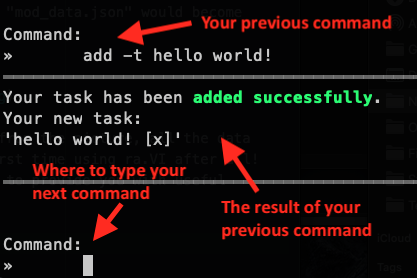 "mod_data.json" would become
Your previous command
Command:
»       add -t hello world!
Your task has been added successfully.
Your new task:
'hello world! [x]'
Where to type your
next command
The result of your
previous command
Command:
»